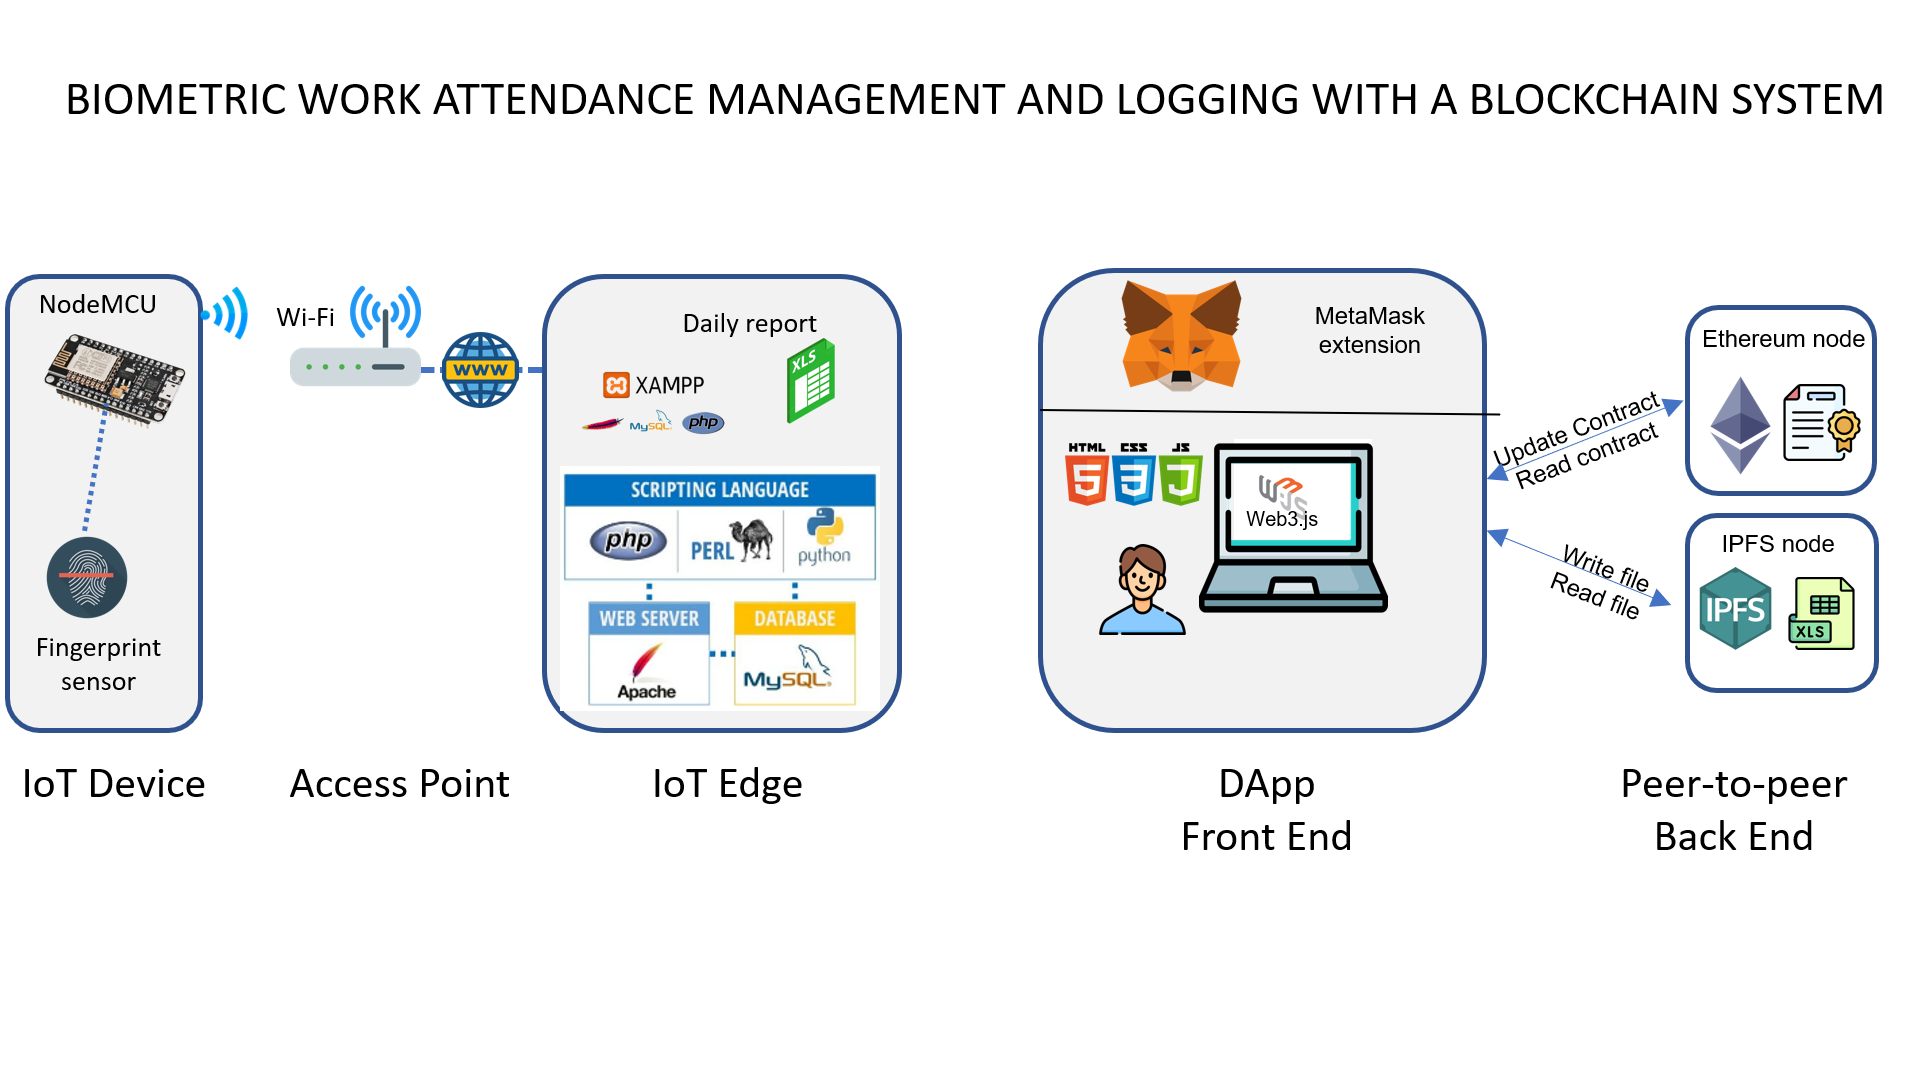 BIOMETRIC WORK ATTENDANCE MANAGEMENT AND LOGGING WITH A BLOCKCHAIN SYSTEM
NodeMCU
Fingerprint
sensor
IoT Device
Wi-Fi
WWW
Access Point
Daily report
XLS
XAMPP
MySQL
php
SCRIPTING LANGUAGE
php
PERL
python
WEB SERVER
DATABASE
Apache
MySQL
IoT Edge
MetaMask
extension
HTML
CSS
JS
Web3.js
DApp
Front End
Update Contract
Read contract
Write file
Read file
Ethereum node
IPFS node
IPFS
XLS
Peer-to-peer
Back End